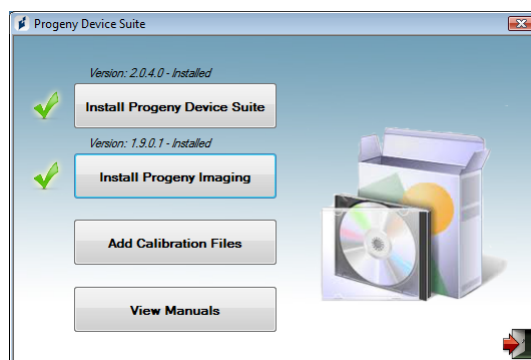 Progeny Device Suite
Version: 2.0.4.0 - Installed
Install Progeny Device Suite
Version: 1.9.0.1 - Installed
Install Progeny Imaging
Add Calibration Files
View Manuals